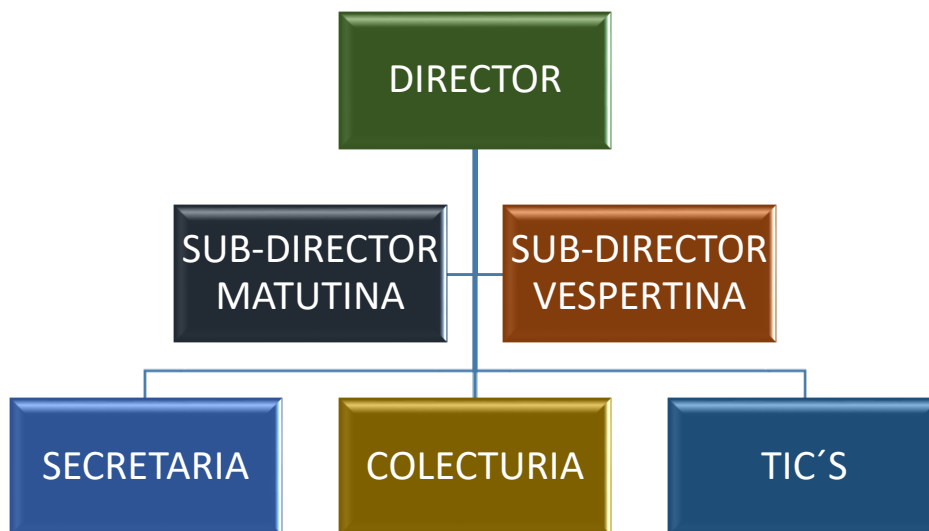 DIRECTOR
SUB-DIRECTOR
MATUTINA
SUB-DIRECTOR
VESPERTINA
SECRETARIA
COLECTURIA
TIC´S